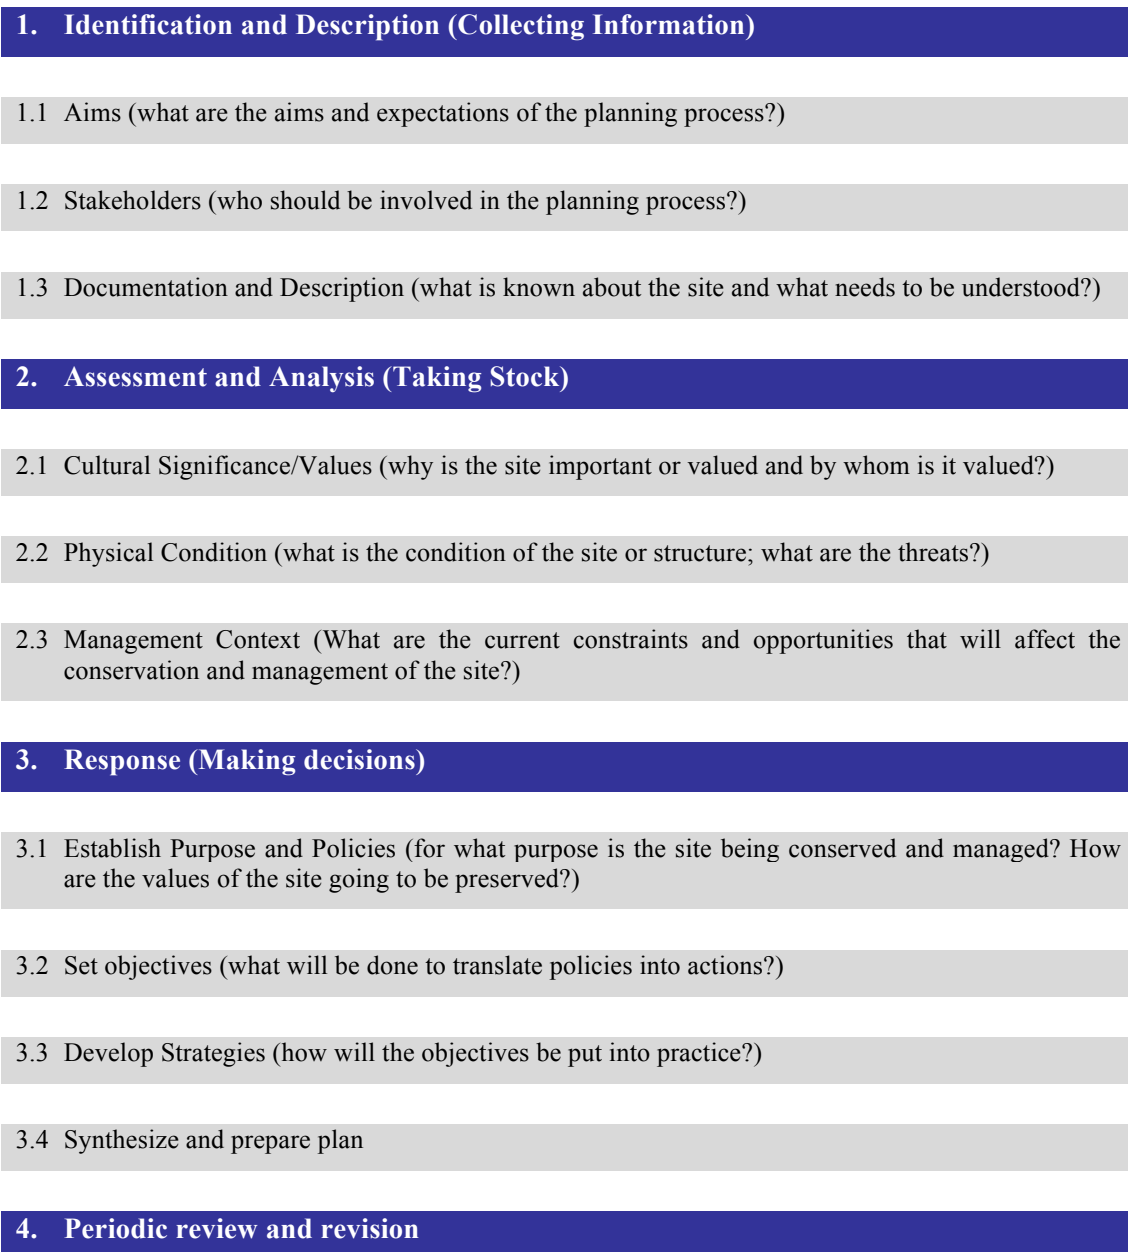 1. Identification and Description (Collecting Information)
1.1 Aims (what are the aims and expectations of the planning process?)
1.2 Stakeholders (who should be involved in the planning process?)
1.3 Documentation and Description (what is known about the site and what needs to be understood?)
2. Assessment and Analysis (Taking Stock)
2.1 Cultural Significance/Values (why is the site important or valued and by whom is it valued?)
2.2 Physical Condition (what is the condition of the site or structure; what are the threats?)
2.3 Management Context (What are the current constraints and opportunities that will affect the
conservation and management of the site?)
3. Response (Making decisions)
3.1 Establish Purpose and Policies (for what purpose is the site being conserved and managed? How
are the values of the site going to be preserved?)
3.2 Set objectives (what will be done to translate policies into actions?)
3.3 Develop Strategies (how will the objectives be put into practice?)
3.4 Synthesize and prepare plan
4. Periodic review and revision